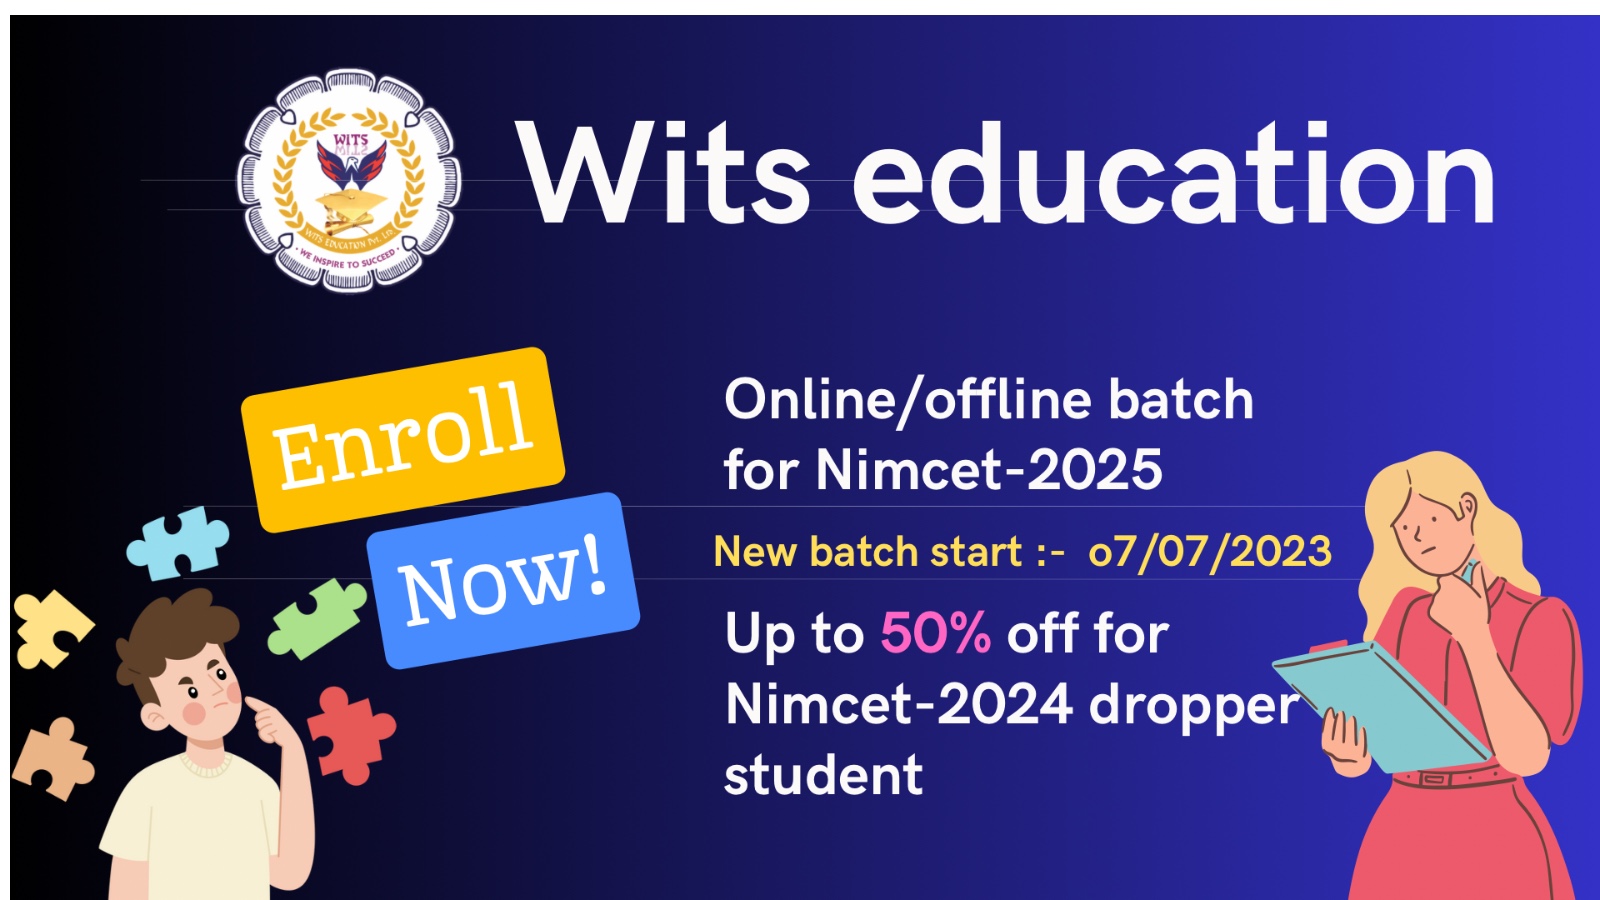 WITS
WITS EDUCATION Pvt. Ltd.
• WE INSPIRE TO SUCCEED •
Wits education
Enroll
Now!
Online/offline batch
for Nimcet-2025
New batch start :- o7/07/2023
Up to 50% off for
Nimcet-2024 dropper
student